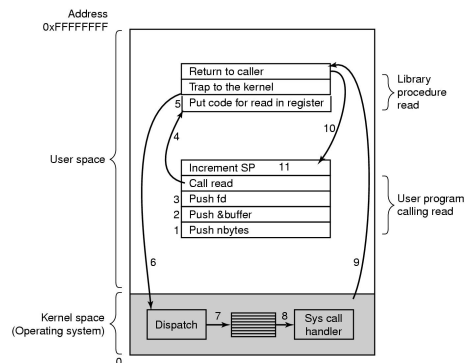 Address
0xFFFFFFFF
Return to caller
Trap to the kernel
5 Put code for read in register
Library
procedure
read
4
10
User space
Increment SP 11
Call read
3 Push fd
2 Push &buffer
1 Push nbytes
User program
calling read
6
9
Kernel space
(Operating system)
Dispatch
7
8
Sys call
handler
0